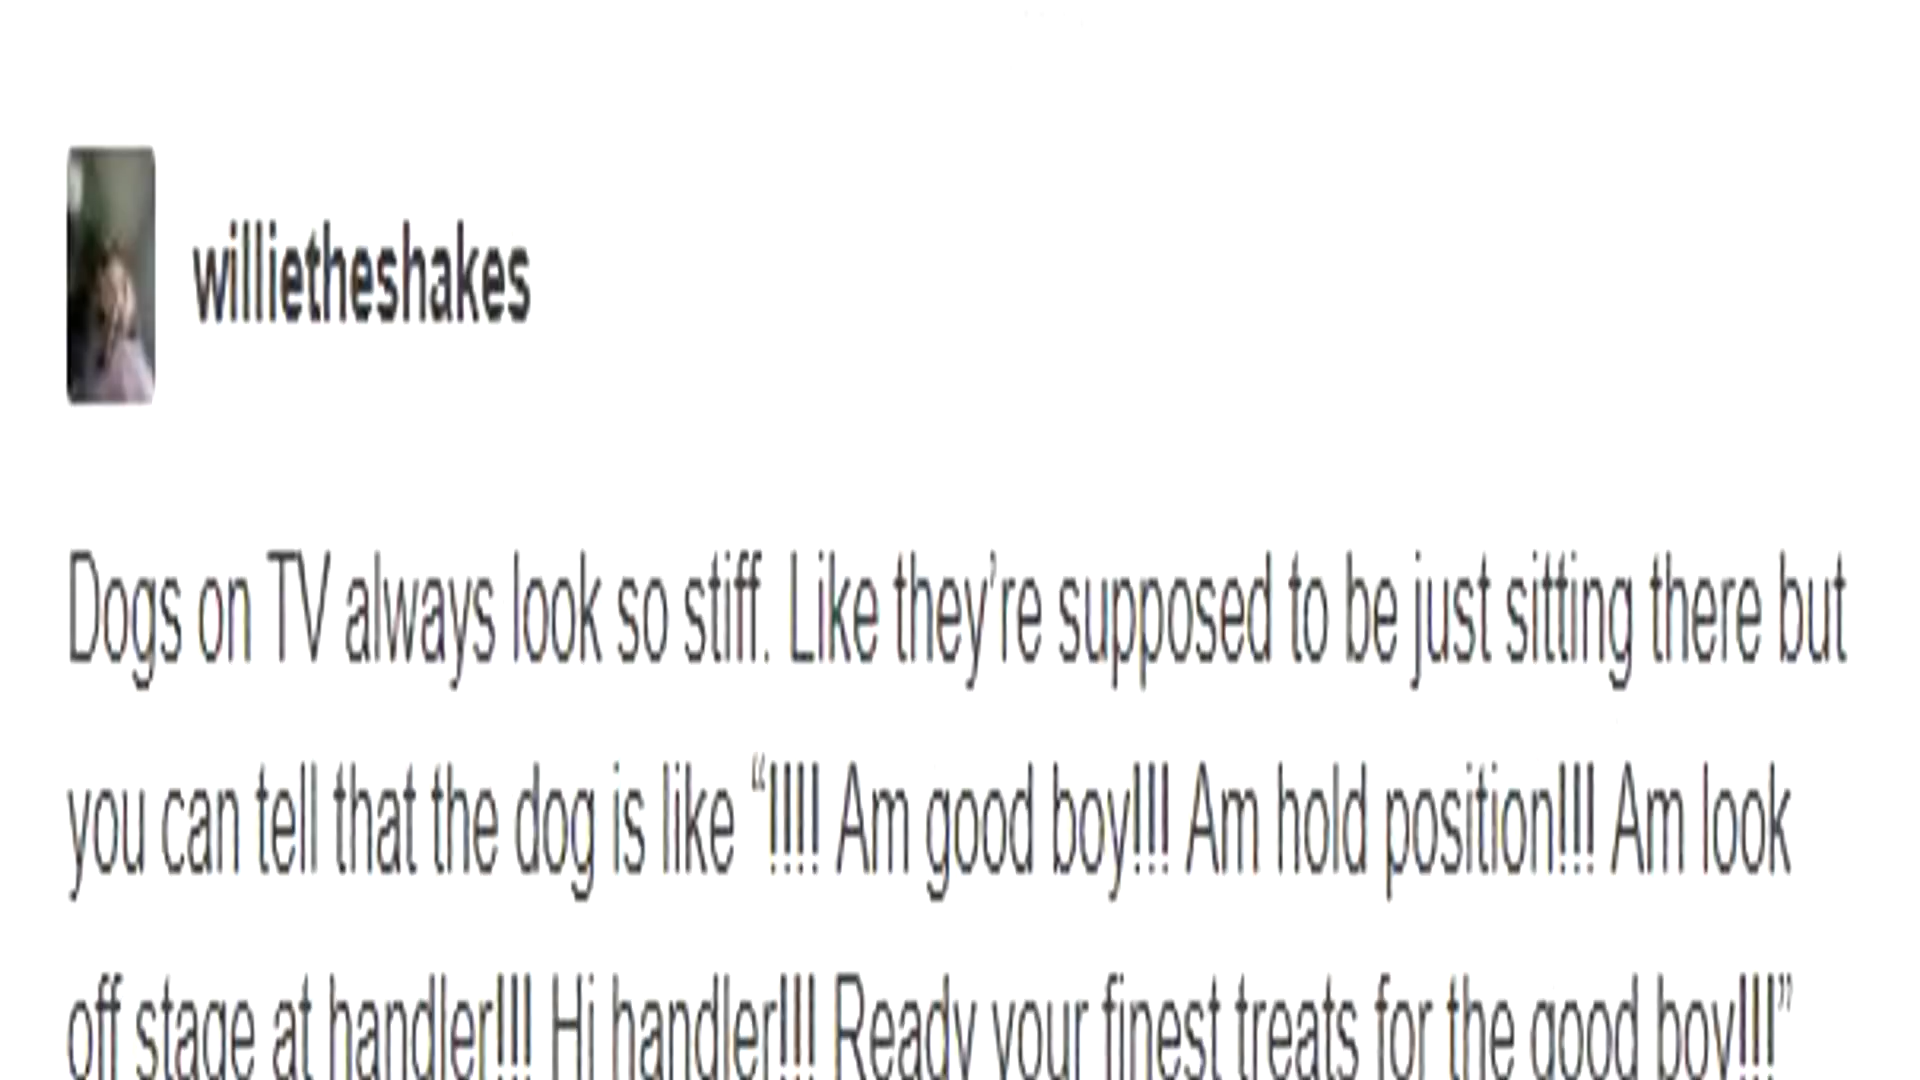 willietheshakes
Dogs on TV always look so stiff. Like they’re supposed to be just sitting there but
you can tell that the dog is like “!!!! Am good boy!!! Am hold position!!! Am look
off stage at handler!!! Hi handler!!! Ready your finest treats for the good boy!!!”